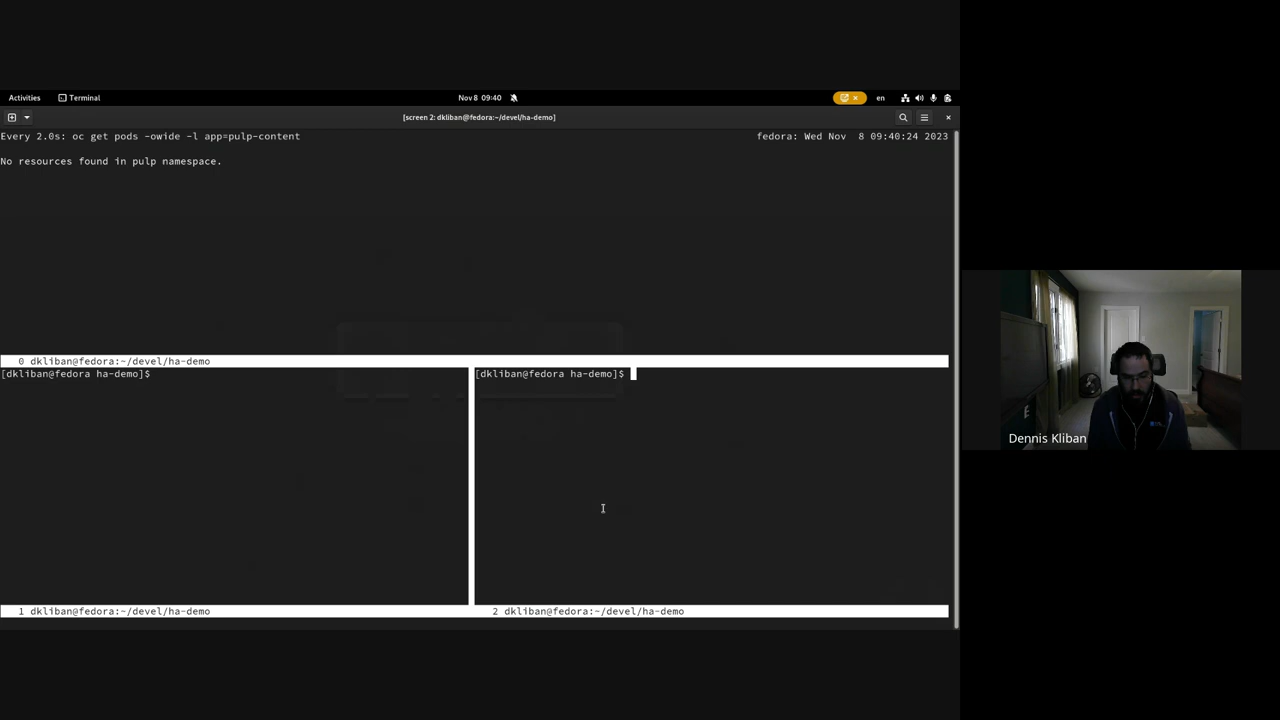 Activities
Terminal
Nov 8 09:40
en
[screen 2: dkliban@fedora:~/devel/ha-demo]
Every 2.0s: oc get pods -owide -l app=pulp-content
fedora: Wed Nov  8 09:40:24 2023
No resources found in pulp namespace.
0 dkliban@fedora:~/devel/ha-demo
[dkliban@fedora ha-demo]$
[dkliban@fedora ha-demo]$
1 dkliban@fedora:~/devel/ha-demo
2 dkliban@fedora:~/devel/ha-demo
Dennis Kliban